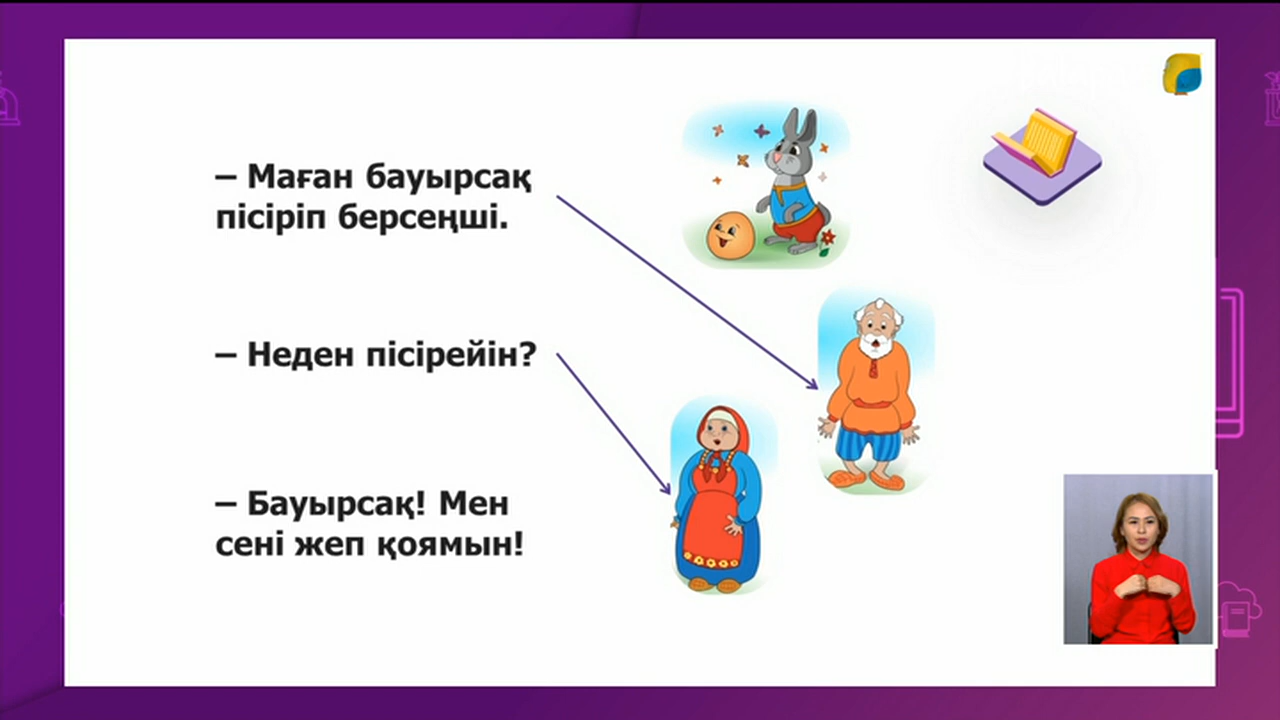 – Маған бауырсақ
пісіріп берсеңші.
– Неден пісірейін?
– Бауырсақ! Мен
сені жеп қоямын!